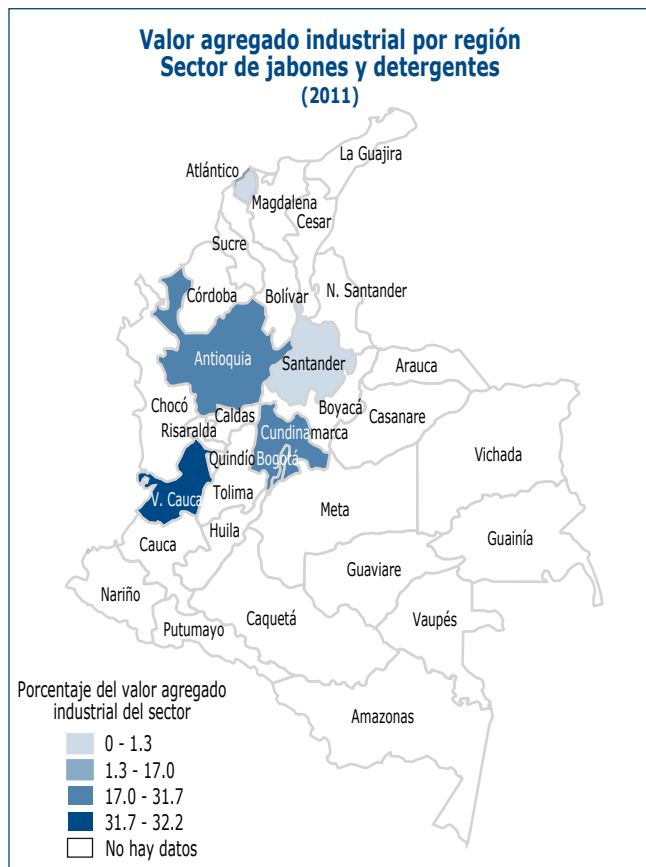 Valor agregado industrial por región
Sector de jabones y detergentes
(2011)
La Guajira
Atlántico
Magdalena
Cesar
Sucre
Córdoba
Bolívar
N. Santander
Antioquia
Santander
Arauca
Chocó
Caldas
Boyacá
Casanare
Risaralda
Cundinamarca
Quindío
Bogotá
Vichada
V. Cauca
Tolima
Meta
Huila
Cauca
Guainía
Guaviare
Nariño
Caquetá
Vaupés
Putumayo
Amazonas
Porcentaje del valor agregado
industrial del sector
0 - 1.3
1.3 - 17.0
17.0 - 31.7
31.7 - 32.2
No hay datos